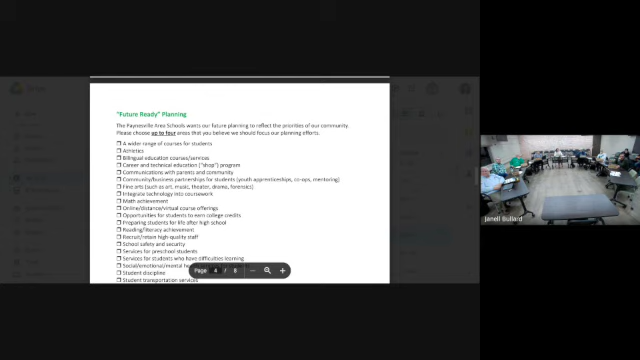 "Future Ready" Planning
The Paynesville Area Schools wants our future planning to reflect the priorities of our community.
Please choose up to four areas that you believe we should focus our planning efforts.
☐ A wider range of courses for students
☐ Athletics
☐ Bilingual education courses/services
☐ Career and technical education ("shop") program
☐ Communications with parents and community
☐ Community/business partnerships for students (youth apprenticeships, co-ops, mentoring)
☐ Fine arts (such as art, music, theater, drama, forensics)
☐ Integrate technology into coursework
☐ Math achievement
☐ Online/distance/virtual course offerings
☐ Opportunities for students to earn college credits
☐ Preparing students for life after high school
☐ Reading/literacy achievement
☐ Recruit/retain high-quality staff
☐ School safety and security
☐ Services for preschool students
☐ Services for students who have difficulties learning
☐ Social/emotional/mental
☐ Student discipline
☐ Student transportation services
Page 4 / 8
Janell Bullard